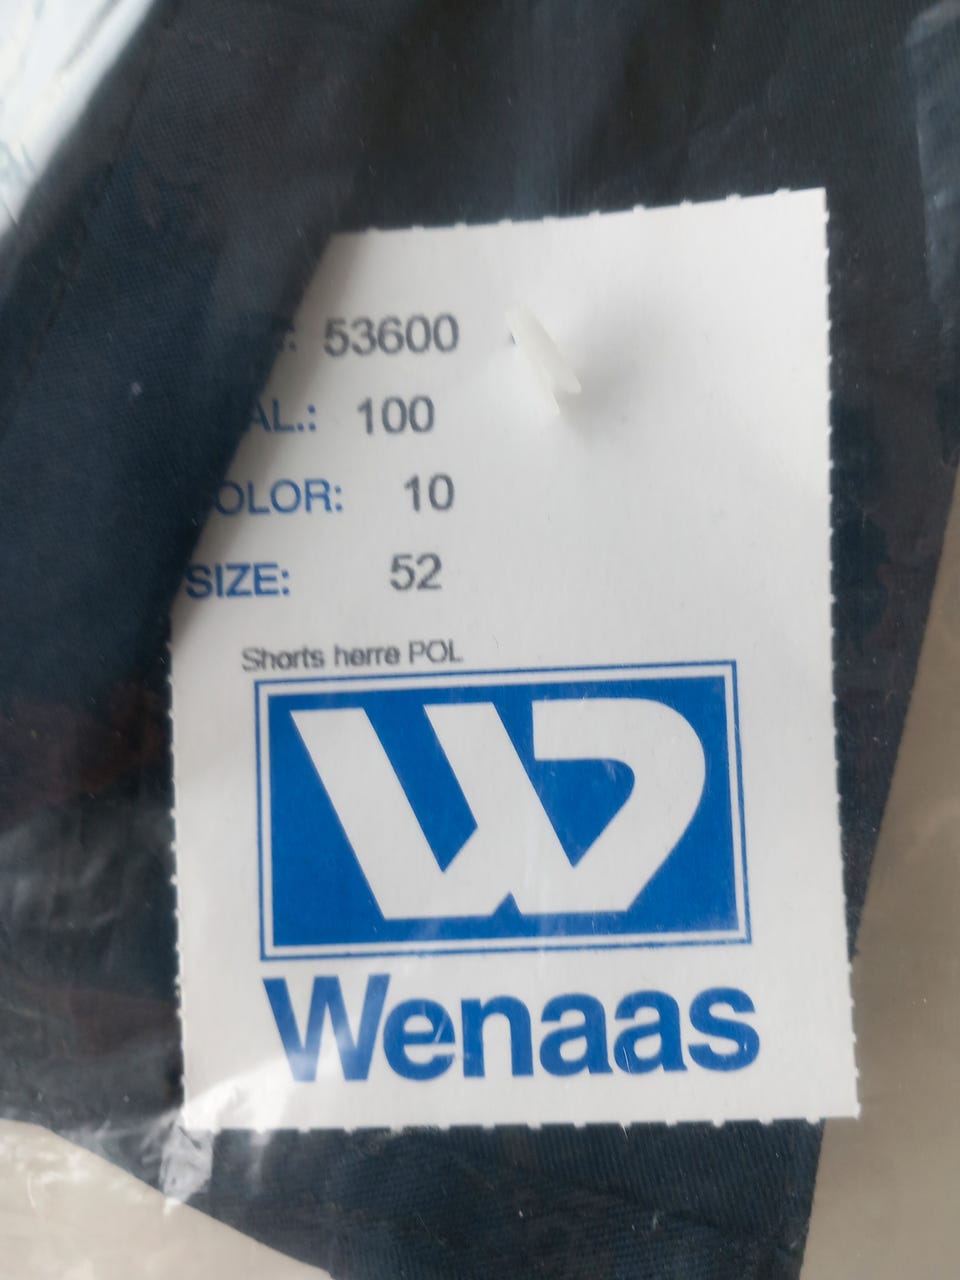 : 53600
AL.: 100
OLOR: 10
SIZE: 52
Shorts herre POL
W
Wenaas